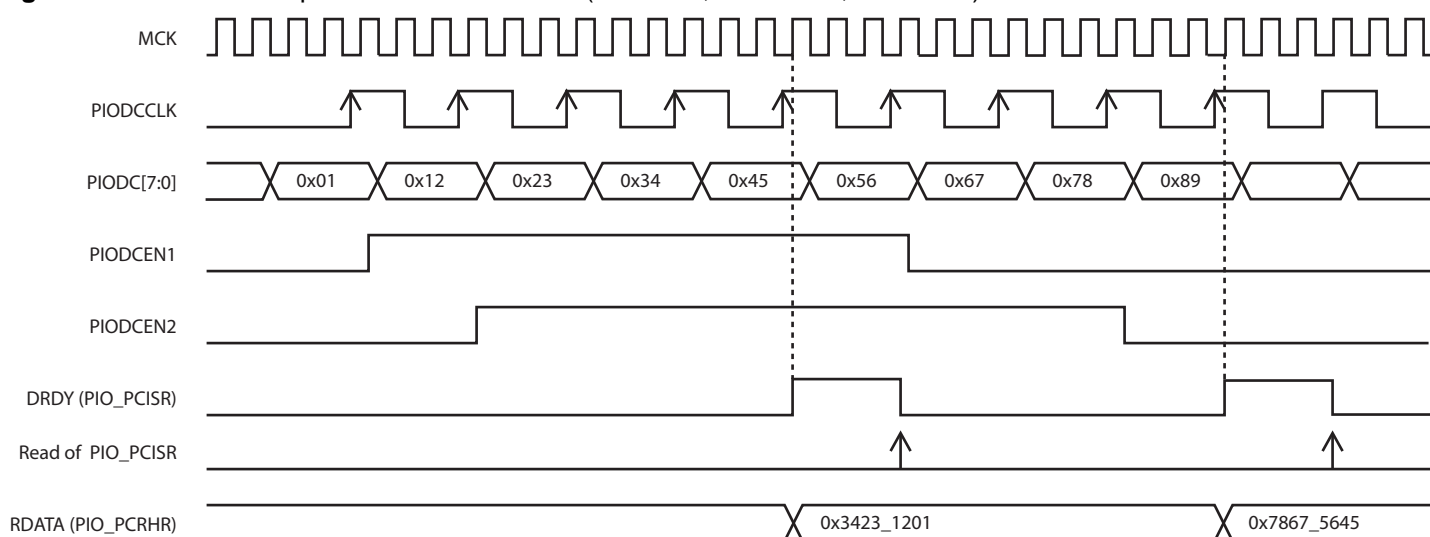 MCK
PIODCCLK
PIODC[7:0] 0x01 0x12 0x23 0x34 0x45 0x56 0x67 0x78 0x89
PIODCEN1
PIODCEN2
DRDY (PIO_PCISR)
Read of PIO_PCISR
RDATA (PIO_PCRHR) 0x3423_1201 0x7867_5645